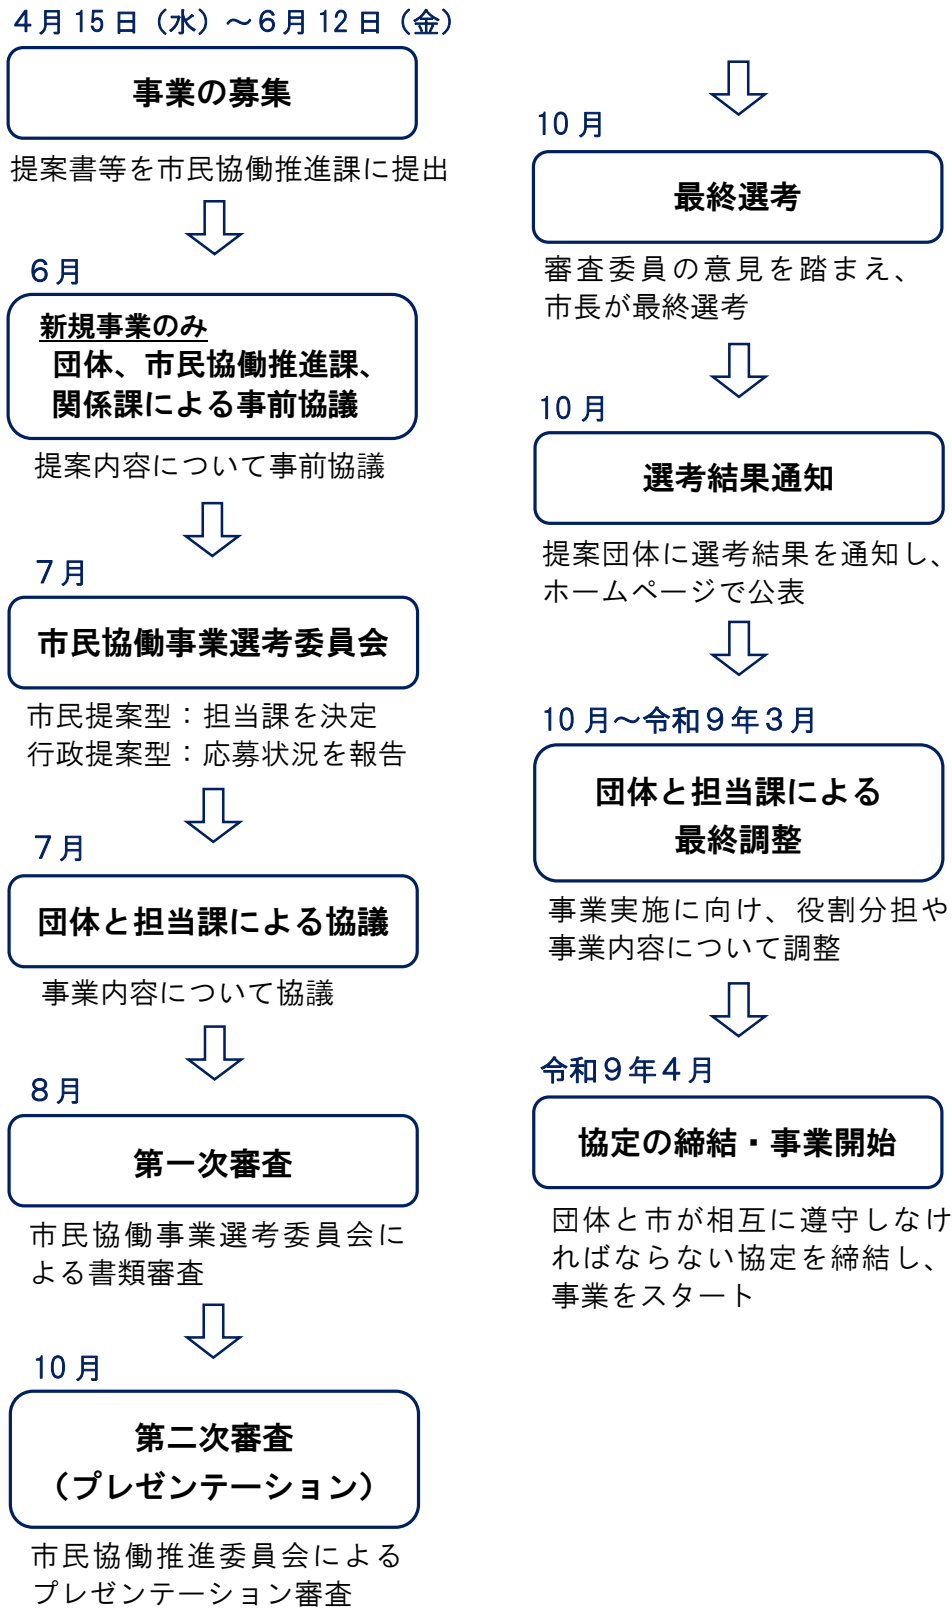 ４月15日（水）～６月12日（金）
事業の募集
提案書等を市民協働推進課に提出
６月
新規事業のみ
団体、市民協働推進課、
関係課による事前協議
提案内容について事前協議
７月
市民協働事業選考委員会
市民提案型：担当課を決定
行政提案型：応募状況を報告
７月
団体と担当課による協議
事業内容について協議
８月
第一次審査
市民協働事業選考委員会に
よる書類審査
10月
第二次審査
（プレゼンテーション）
市民協働推進委員会による
プレゼンテーション審査
10月
最終選考
審査委員の意見を踏まえ、
市長が最終選考
10月
選考結果通知
提案団体に選考結果を通知し、
ホームページで公表
10月～令和９年３月
団体と担当課による
最終調整
事業実施に向け、役割分担や
事業内容について調整
令和９年４月
協定の締結・事業開始
団体と市が相互に遵守しなけ
ればならない協定を締結し、
事業をスタート